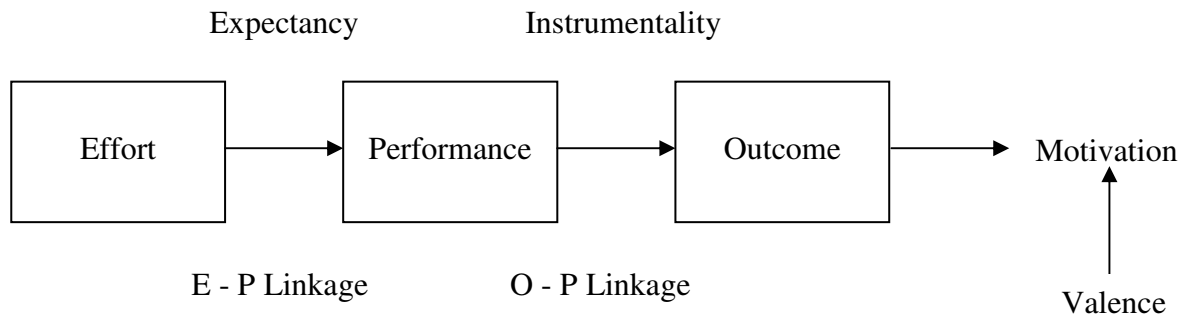 Expectancy Instrumentality
Effort Performance Outcome Motivation
E - P Linkage O - P Linkage
Valence